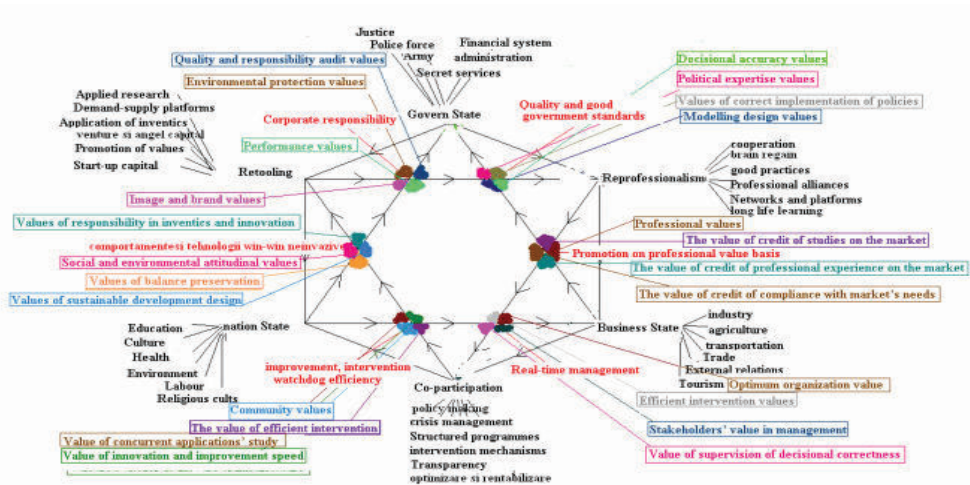 Justice
Police force
Army
Secret services
Financial system
administration
Quality and responsibility audit values
Environmental protection values
Corporate responsibility
Performance values
Govern State
Quality and good
government standards
Decisional accuracy values
Political expertise values
Values of correct implementation of policies
Modelling design values
Applied research
Demand-supply platforms
Application of inventics
venture si angel capital
Promotion of values
Start-up capital
Retooling
Image and brand values
Values of responsibility in inventics and innovation
comportamentesi tehnologii win-win neinvazive
Social and environmental attitudinal values
Values of balance preservation
Values of sustainable development design
Reprofessionalism
cooperation
brain regain
good practices
Professional alliances
Networks and platforms
long life learning
Professional values
The value of credit of studies on the market
Promotion on professional value basis
The value of credit of professional experience on the market
The value of credit of compliance with market's needs
nation State
Education
Culture
Health
Environment
Labour
Religious cults
improvement, intervention
watchdog efficiency
Community values
The value of efficient intervention
Value of concurrent applications' study
Value of innovation and improvement speed
Co-participation
policy making
crisis management
Structured programmes
intervention mechanisms
Transparency
optimizare si rentabilizare
Real-time management
Business State
industry
agriculture
transportation
Trade
External relations
Tourism
Optimum organization value
Efficient intervention values
Stakeholders' value in management
Value of supervision of decisional correctness